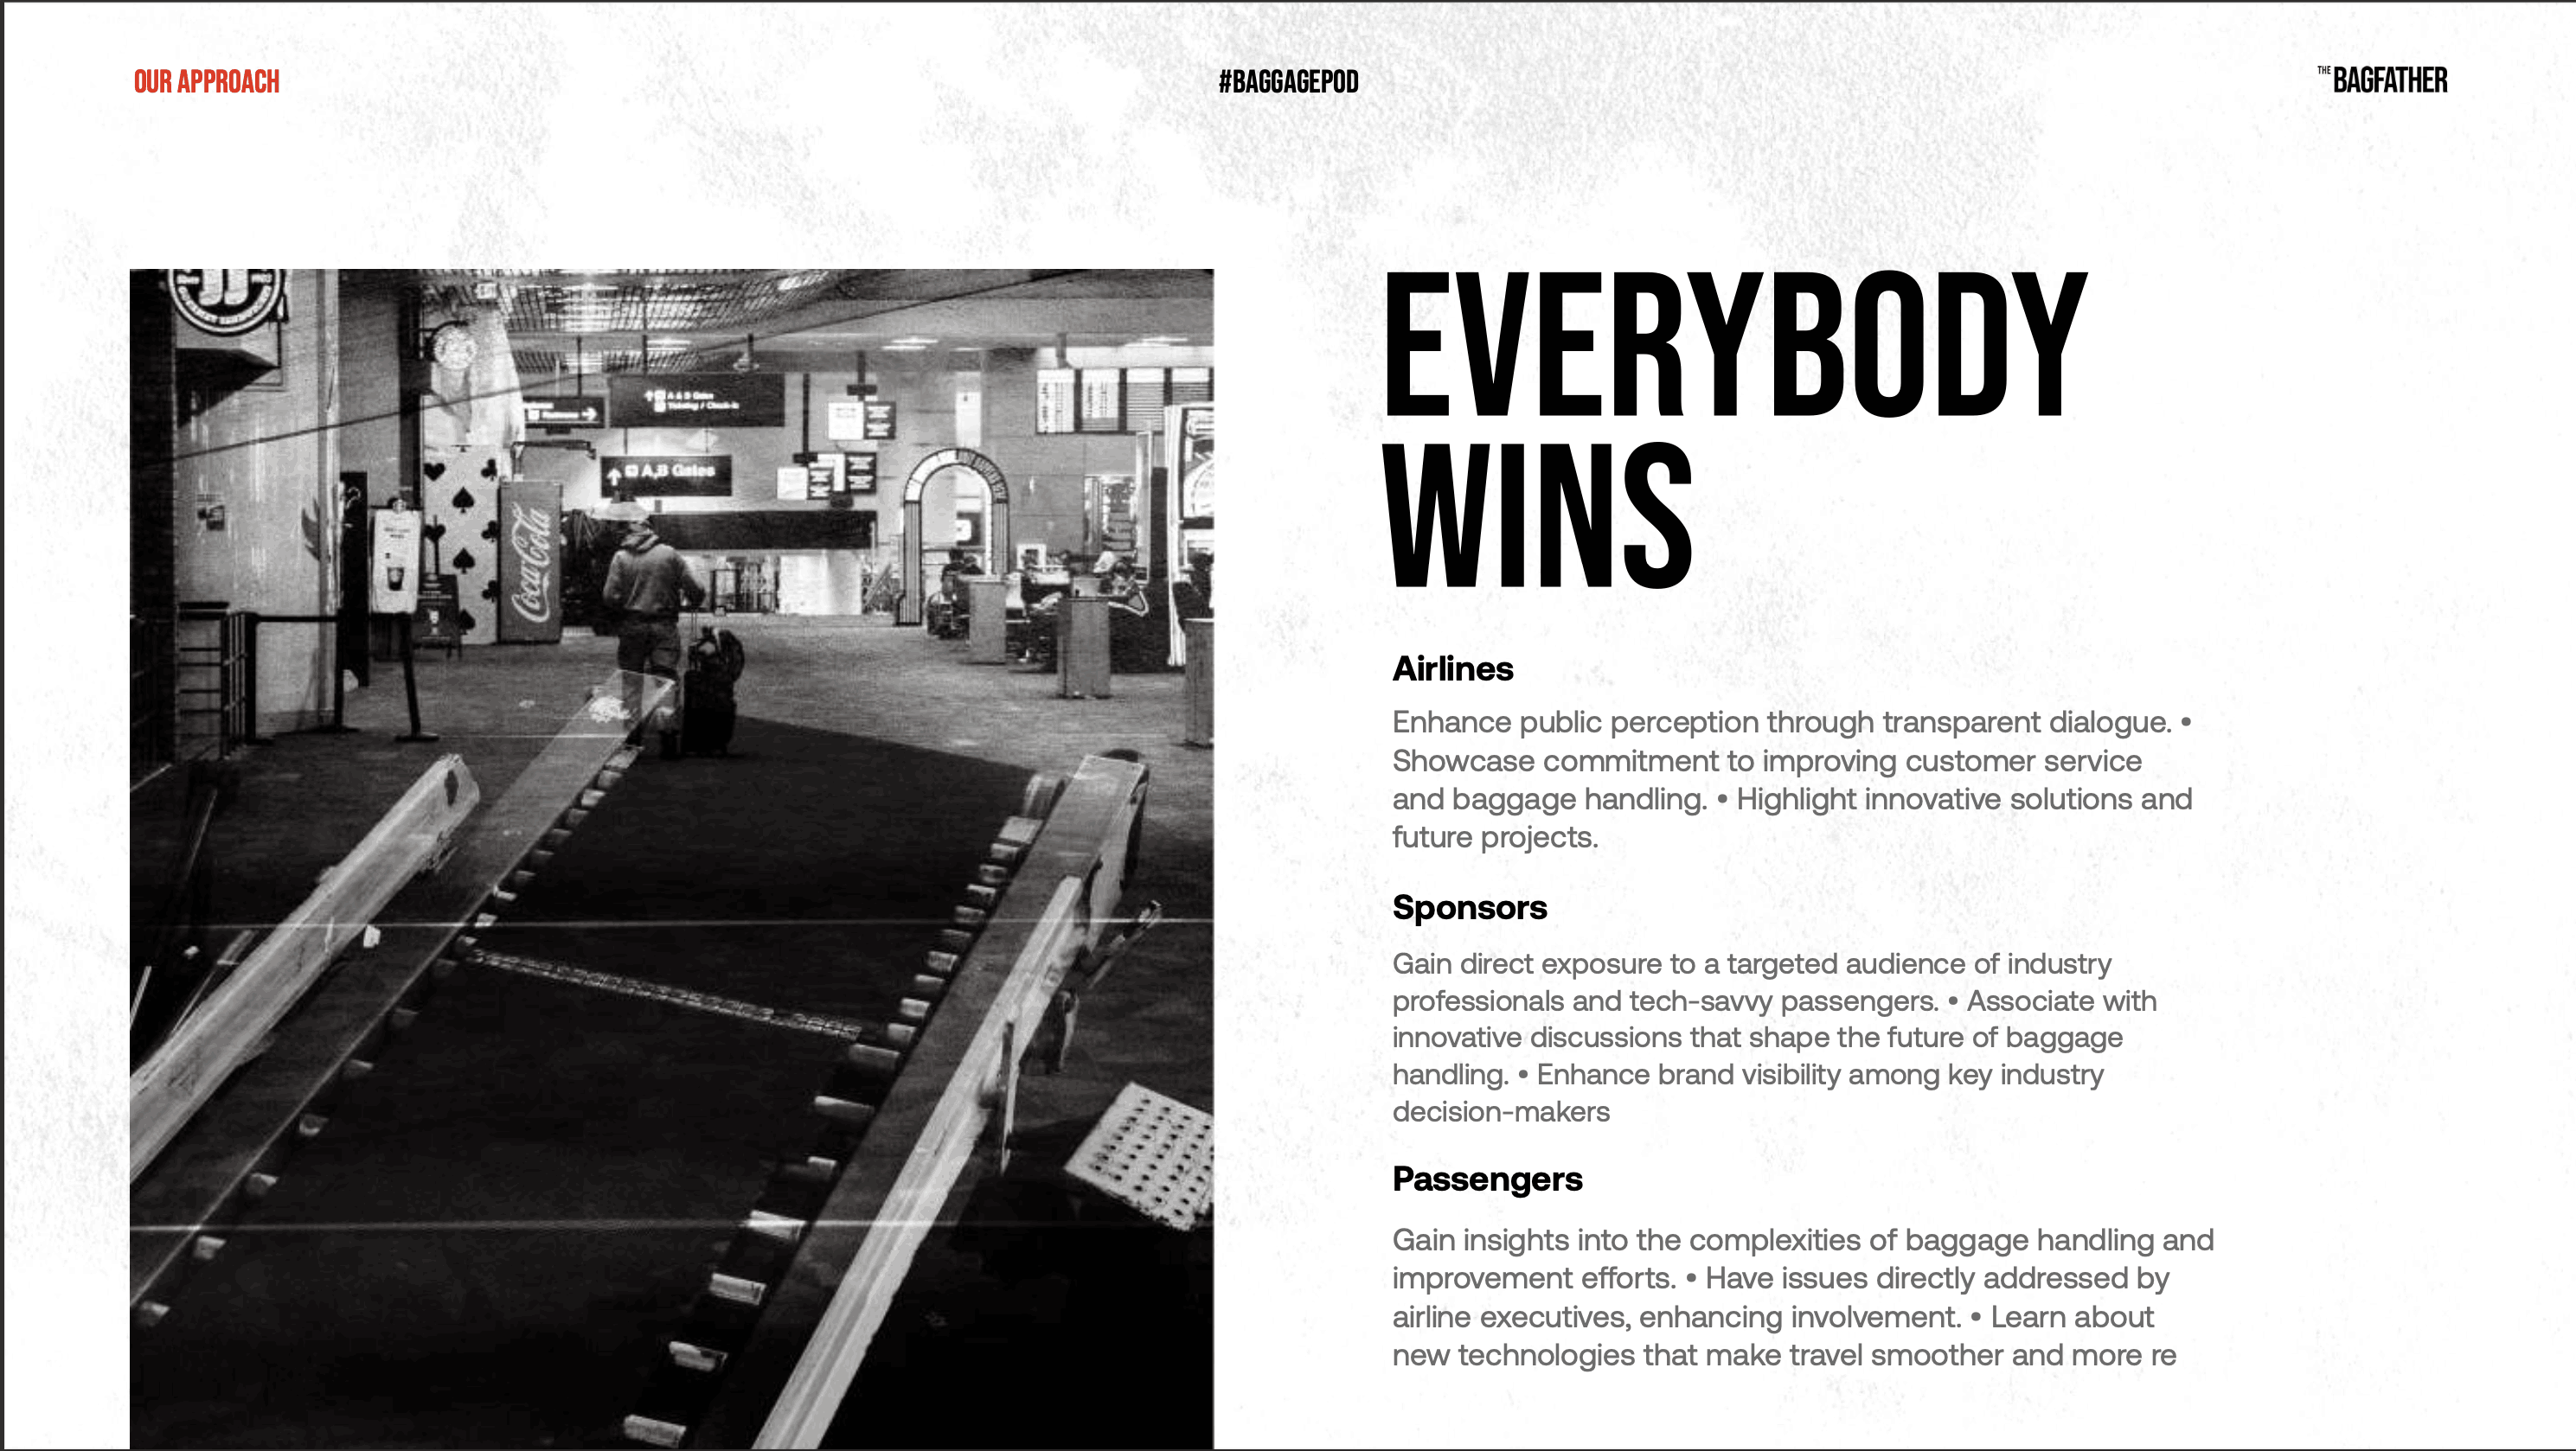 OUR APPROACH
#BAGGAGEPOD
THE BAGFATHER
EVERYBODY
WINS
Airlines
Enhance public perception through transparent dialogue. •
Showcase commitment to improving customer service
and baggage handling. • Highlight innovative solutions and
future projects.
Sponsors
Gain direct exposure to a targeted audience of industry
professionals and tech-savvy passengers. • Associate with
innovative discussions that shape the future of baggage
handling. • Enhance brand visibility among key industry
decision-makers
Passengers
Gain insights into the complexities of baggage handling and
improvement efforts. • Have issues directly addressed by
airline executives, enhancing involvement. • Learn about
new technologies that make travel smoother and more re
A & B Gates
Ticketing / Check-in
A,B Gates
Coca-Cola